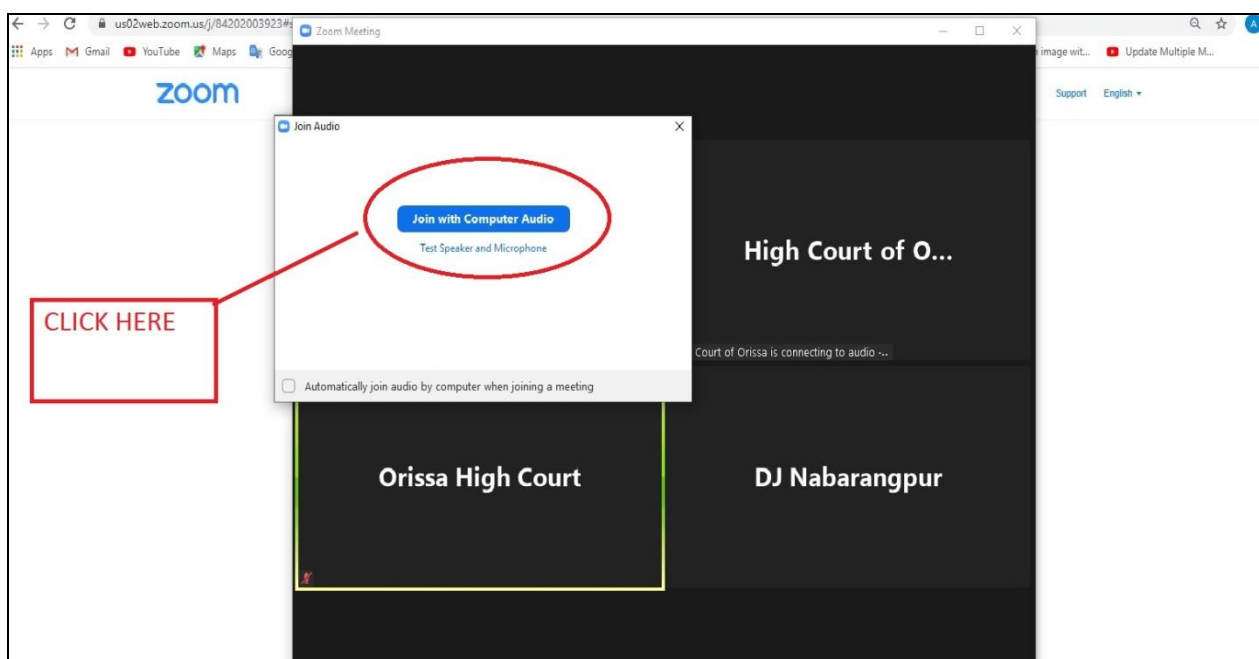 us02web.zoom.us/j/84202003923#
Zoom Meeting
Apps Gmail YouTube Maps Goog
image wit... Update Multiple M...
zoom
Support English
Join Audio
Join with Computer Audio
Test Speaker and Microphone
High Court of O...
CLICK HERE
Court of Orissa is connecting to audio -..
Automatically join audio by computer when joining a meeting
Orissa High Court
DJ Nabarangpur